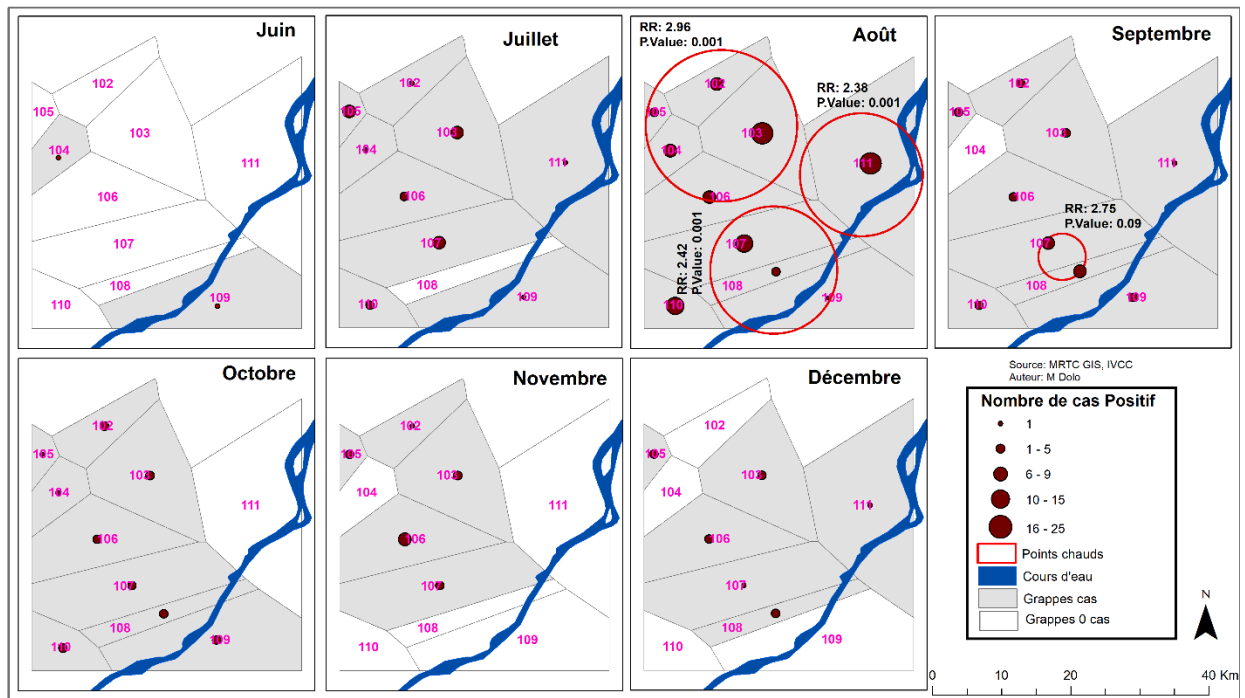 Juin
102
105
103
104
111
106
107
108
110
109
Juillet
102
105
103
104
111
106
107
108
110
109
Août
RR: 2.96
P.Value: 0.001
RR: 2.38
P.Value: 0.001
102
105
103
104
111
106
RR: 2.42
P.Value: 0.001
107
108
110
109
Septembre
102
105
103
104
111
106
RR: 2.75
P.Value: 0.09
107
108
110
109
Octobre
102
105
103
104
111
106
107
108
110
109
Novembre
102
105
103
104
111
106
107
108
110
109
Décembre
102
105
103
104
111
106
107
108
110
109
Source: MRTC GIS, IVCC
Auteur: M Dolo
Nombre de cas Positif
1
1 - 5
6 - 9
10 - 15
16 - 25
Points chauds
Cours d'eau
Grappes cas
Grappes 0 cas
N
0 10 20 40 Km